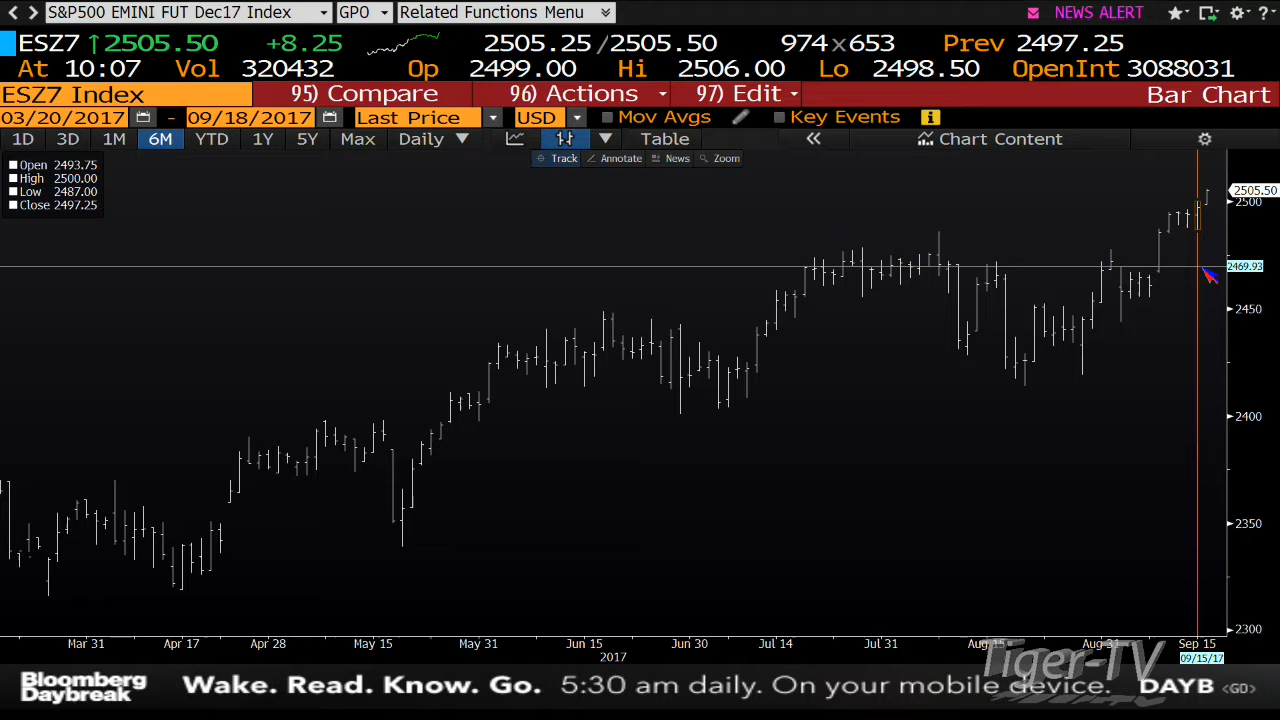 S&P500 EMINI FUT Dec17 Index GPO Related Functions Menu NEWS ALERT ?
ESZ7 ↑2505.50 +8.25 2505.25/2505.50 974x653 Prev 2497.25
At 10:07 Vol 320432 Op 2499.00 Hi 2506.00 Lo 2498.50 OpenInt 3088031
ESZ7 Index 95) Compare 96) Actions 97) Edit Bar Chart
03/20/2017 - 09/18/2017 Last Price USD Mov Avgs Key Events i
1D 3D 1M 6M YTD 1Y 5Y Max Daily ▼ Table « Chart Content
Track Annotate News Zoom
Open 2493.75
High 2500.00
Low 2487.00
Close 2497.25
2505.50
2500
2469.93
2450
2400
2350
2300
Mar 31 Apr 17 Apr 28 May 15 May 31 Jun 15 Jun 30 Jul 14 Jul 31 Aug 15 Aug 31 Sep 15
2017
09/15/17
Tiger-TV
Bloomberg
Daybreak
Wake. Read. Know. Go. 5:30 am daily. On your mobile device. DAYB <GO>